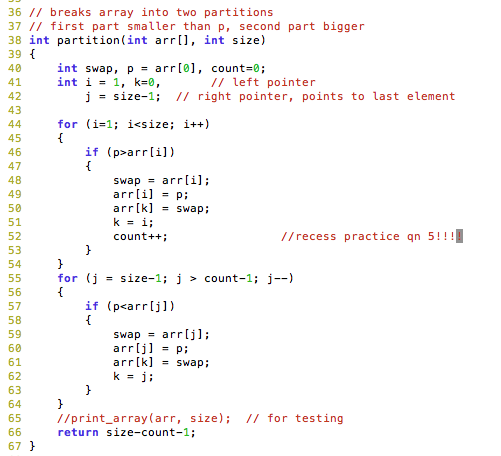 36 // breaks array into two partitions
37 // first part smaller than p, second part bigger
38 int partition(int arr[], int size)
39 {
40     int swap, p = arr[0], count=0;
41     int i = 1, k=0,       // left pointer
42         j = size-1;  // right pointer, points to last element
43
44     for (i=1; i<size; i++)
45     {
46         if (p>arr[i])
47         {
48             swap = arr[i];
49             arr[i] = p;
50             arr[k] = swap;
51             k = i;
52             count++;                //recess practice qn 5!!!!
53         }
54     }
55     for (j = size-1; j > count-1; j--)
56     {
57         if (p<arr[j])
58         {
59             swap = arr[j];
60             arr[j] = p;
61             arr[k] = swap;
62             k = j;
63         }
64     }
65     //print_array(arr, size);  // for testing
66     return size-count-1;
67 }